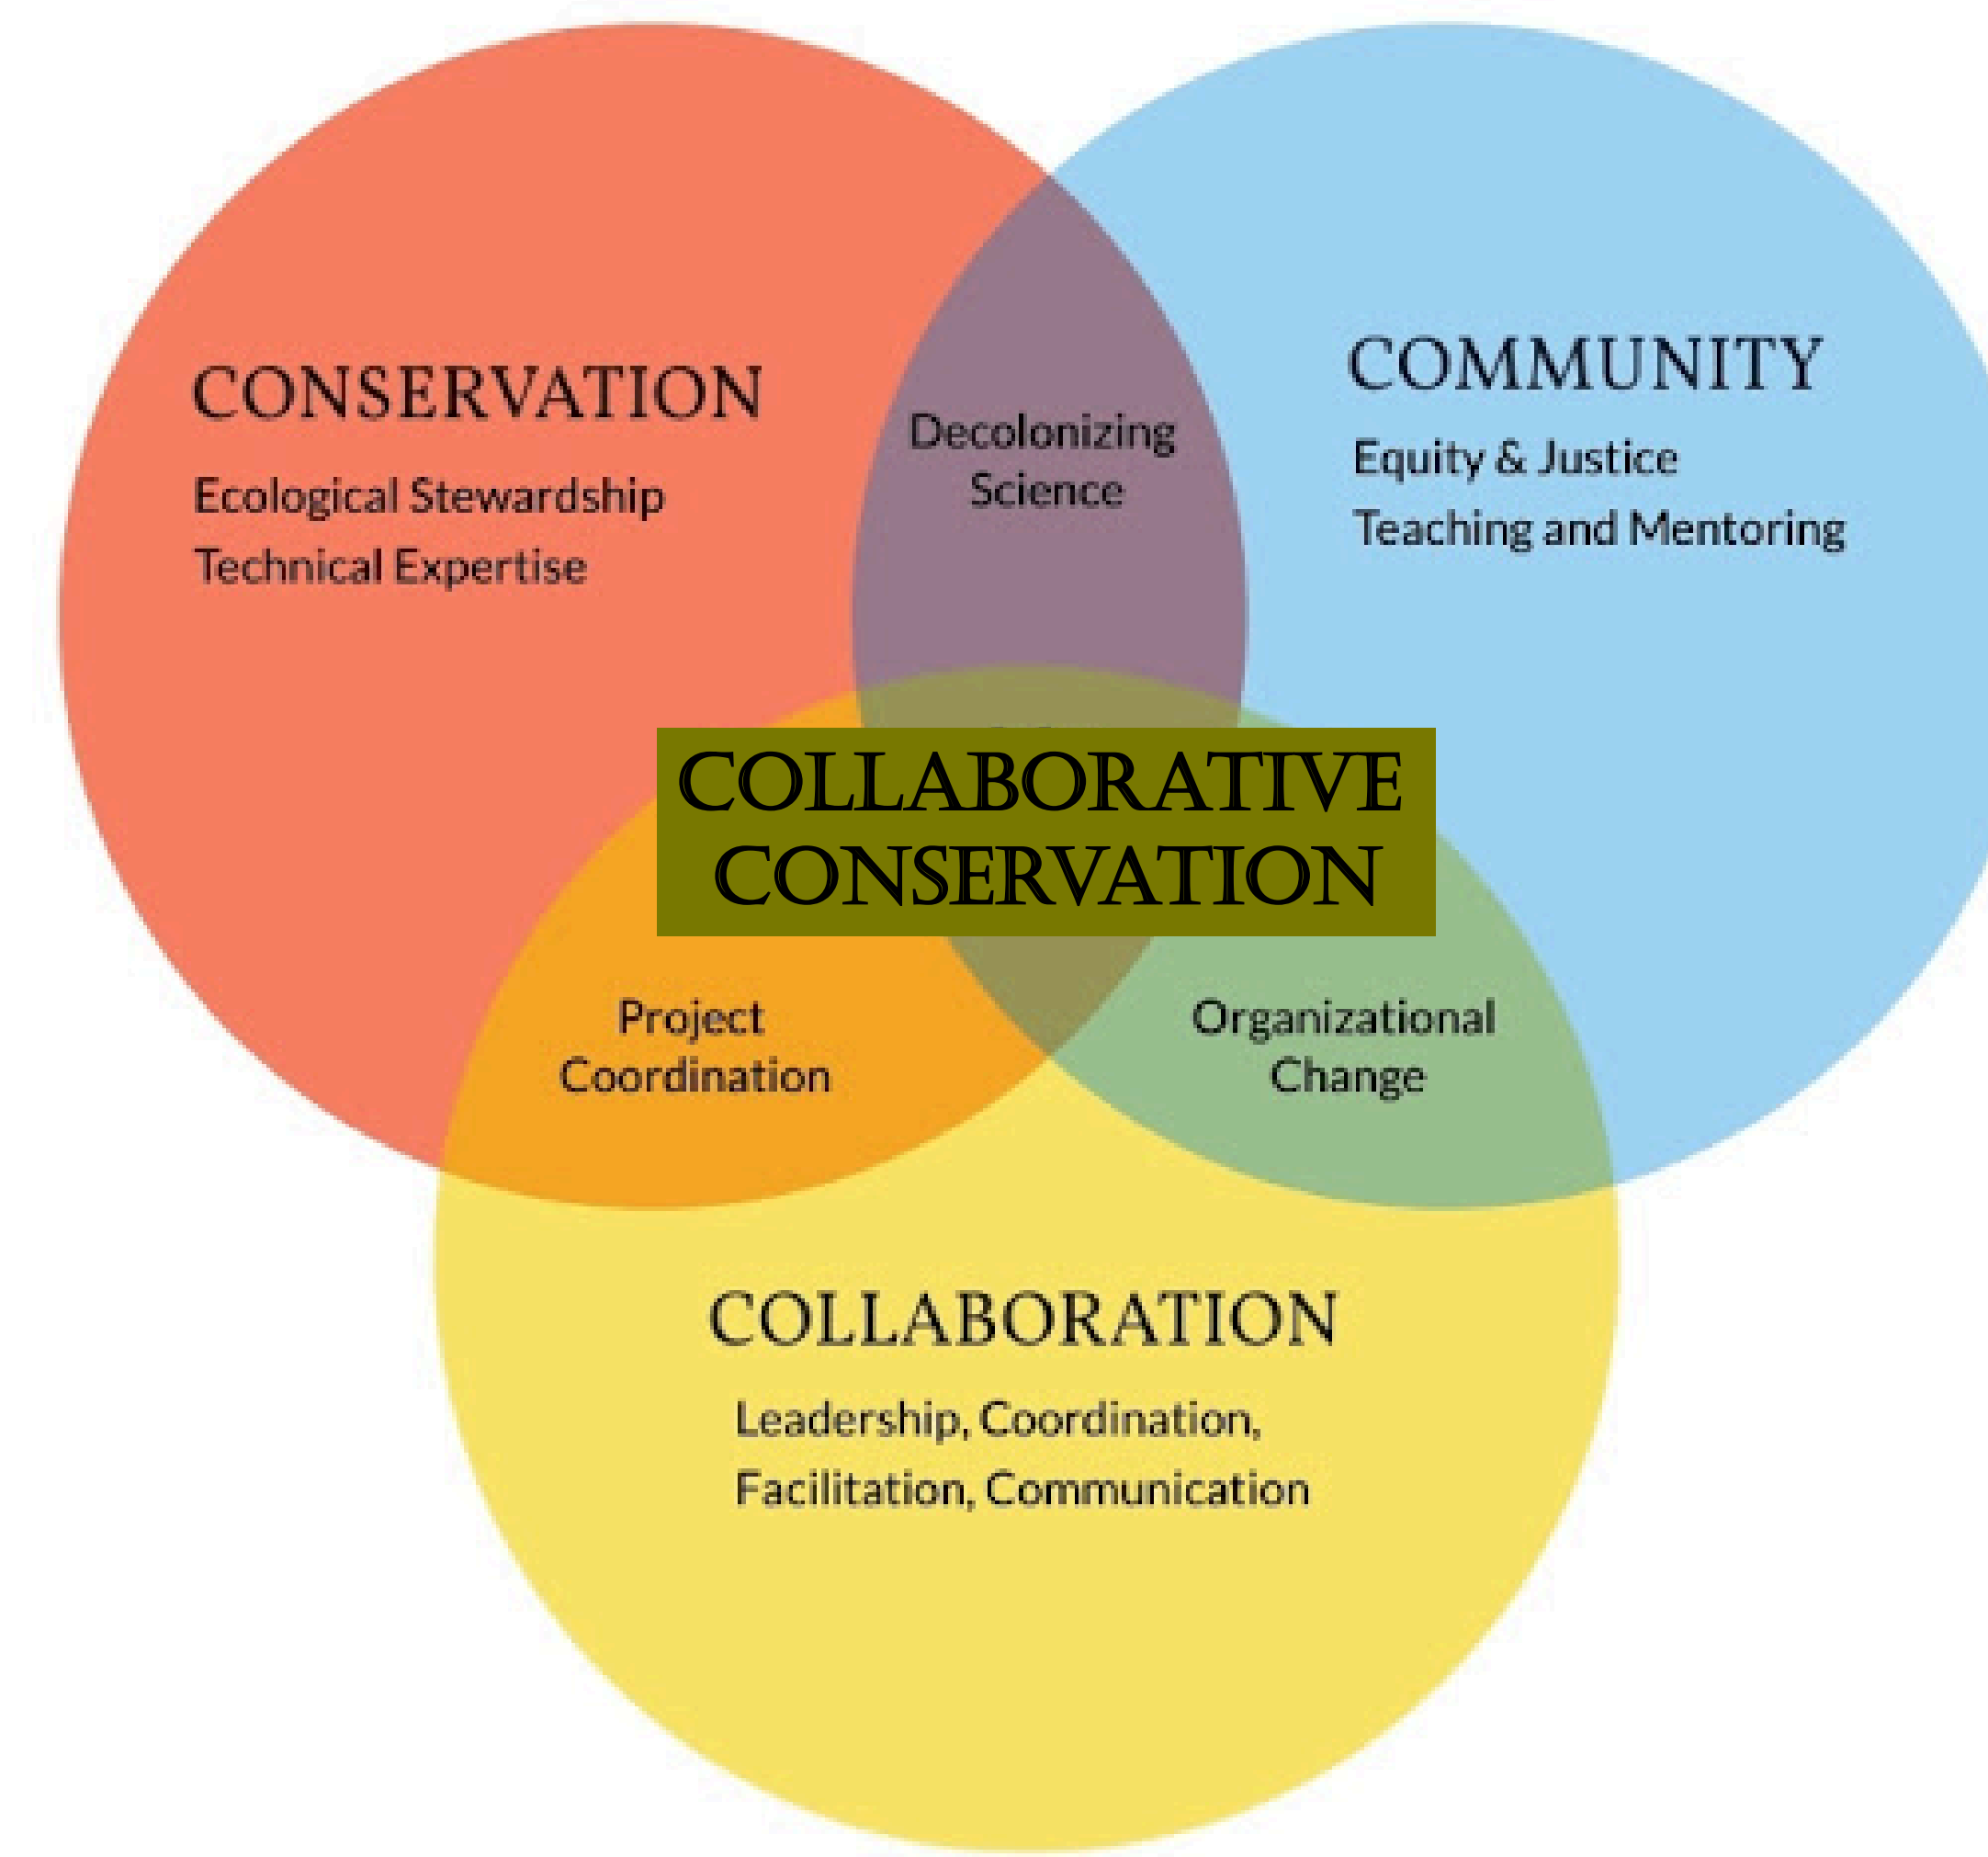 CONSERVATION
Ecological Stewardship
Technical Expertise
Decolonizing
Science
COMMUNITY
Equity & Justice
Teaching and Mentoring
COLLABORATIVE
CONSERVATION
Project
Coordination
Organizational
Change
COLLABORATION
Leadership, Coordination,
Facilitation, Communication